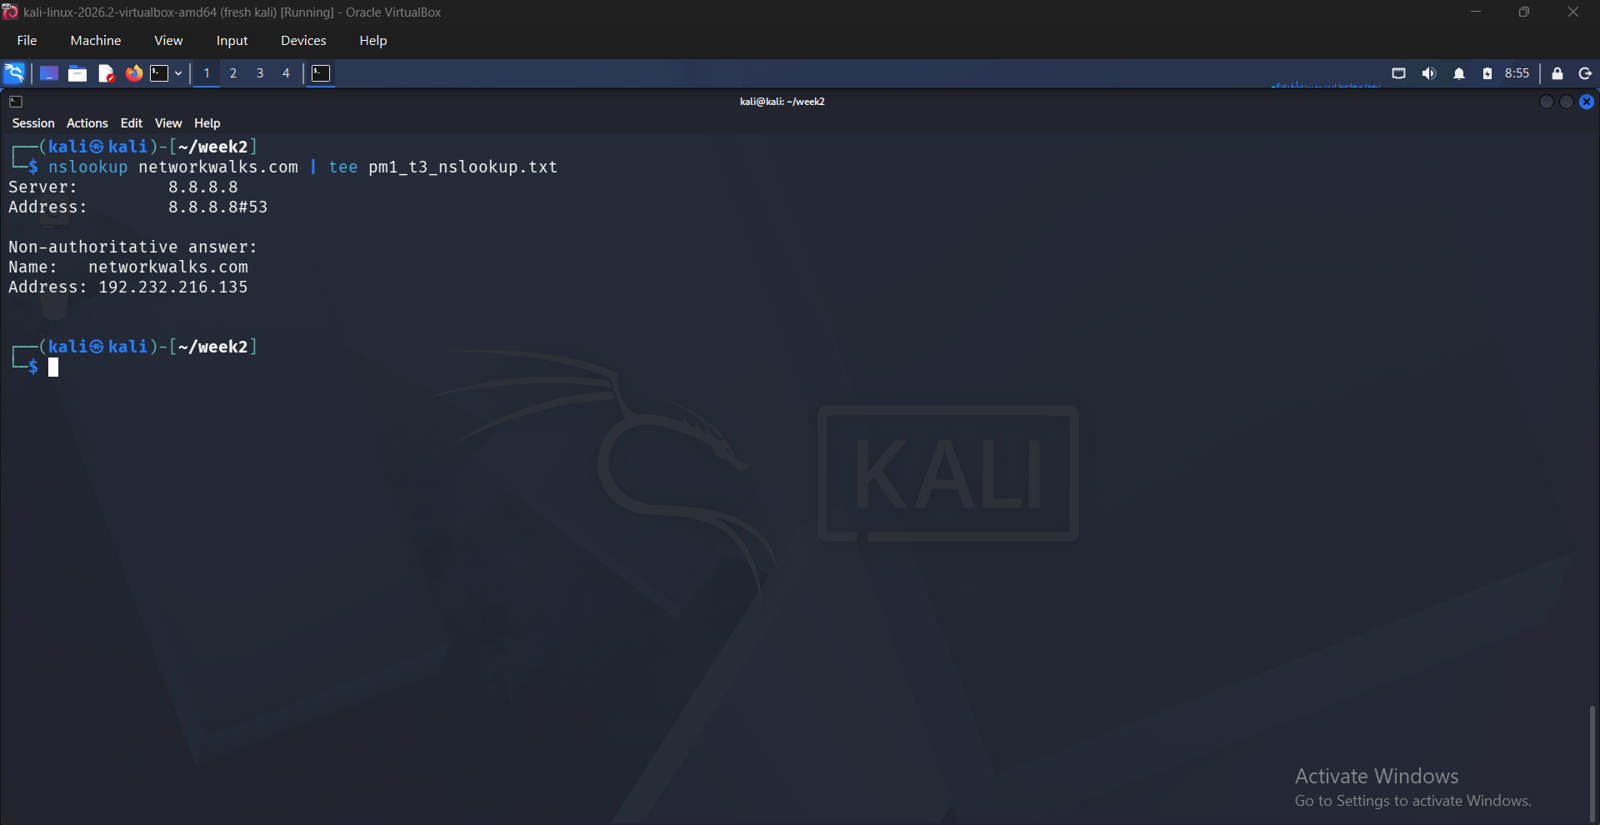 kali-linux-2026.2-virtualbox-amd64 (fresh kali) [Running] - Oracle VirtualBox
File Machine View Input Devices Help
1 2 3 4 8:55
kali@kali: ~/week2
Session Actions Edit View Help
┌──(kali㉿kali)-[~/week2]
└─$ nslookup networkwalks.com | tee pm1_t3_nslookup.txt
Server: 8.8.8.8
Address: 8.8.8.8#53
Non-authoritative answer:
Name: networkwalks.com
Address: 192.232.216.135
┌──(kali㉿kali)-[~/week2]
└─$
KALI
Activate Windows
Go to Settings to activate Windows.